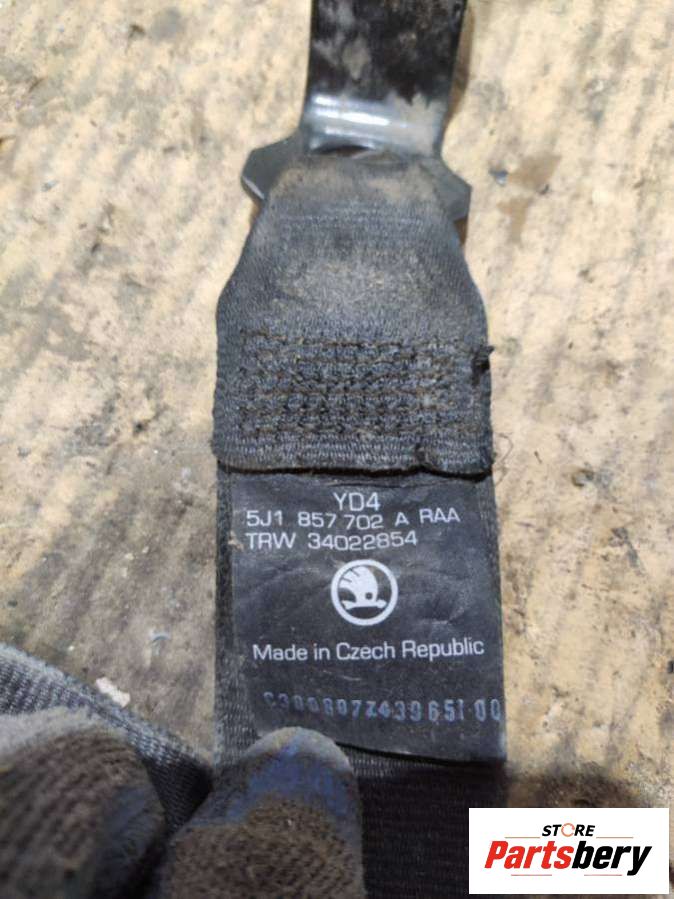 YD4
5J1 857 702 A RAA
TRW 34022854
Made in Czech Republic
STORE
Partsbery